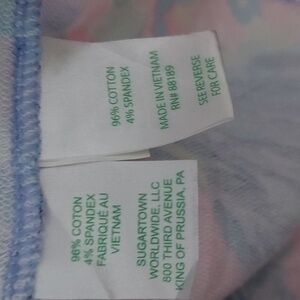 96% COTTON
4% SPANDEX
MADE IN VIETNAM
RN# 88189
SEE REVERSE
FOR CARE
96% COTON
4% SPANDEX
FABRIQUÉ AU
VIETNAM
SUGARTOWN
WORLDWIDE, LLC
800 THIRD AVENUE
KING OF PRUSSIA, PA